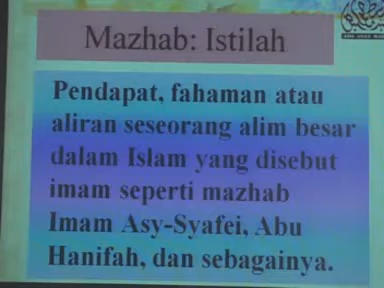 Mazhab: Istilah
Pendapat, fahaman atau
aliran seseorang alim besar
dalam Islam yang disebut
imam seperti mazhab
Imam Asy-Syafei, Abu
Hanifah, dan sebagainya.